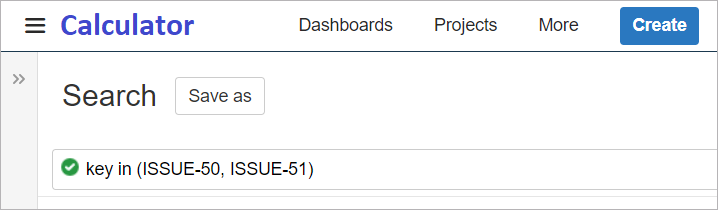 Calculator Dashboards Projects More Create
Search Save as
key in (ISSUE-50, ISSUE-51)